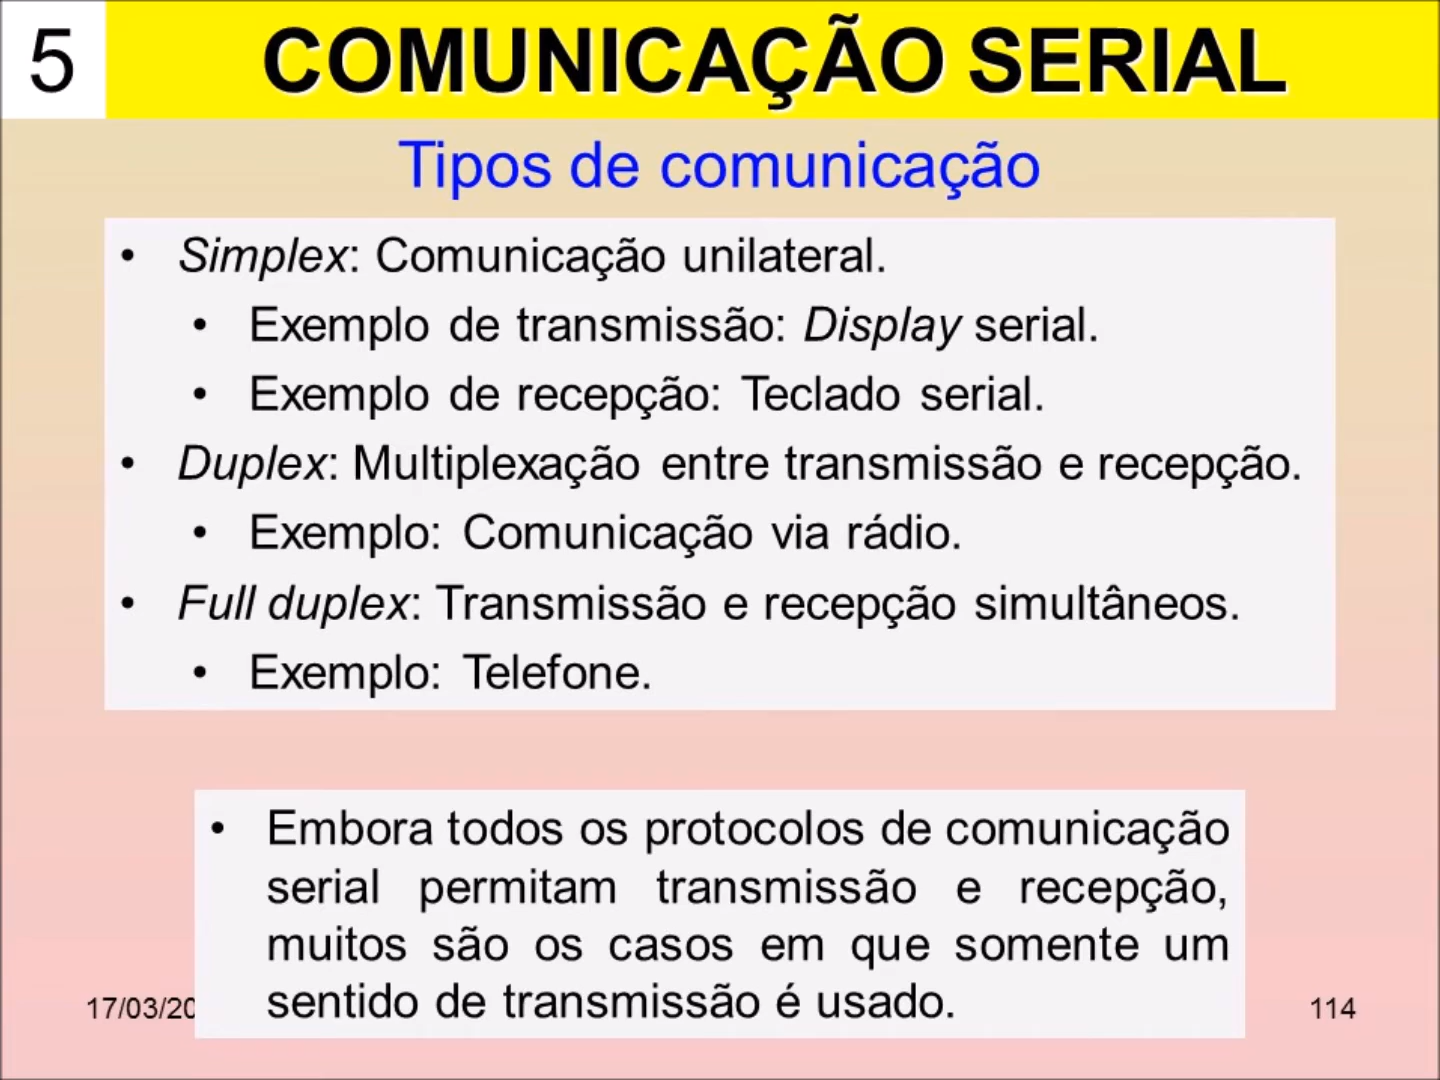 5
COMUNICAÇÃO SERIAL
Tipos de comunicação
• Simplex: Comunicação unilateral.
• Exemplo de transmissão: Display serial.
• Exemplo de recepção: Teclado serial.
• Duplex: Multiplexação entre transmissão e recepção.
• Exemplo: Comunicação via rádio.
• Full duplex: Transmissão e recepção simultâneos.
• Exemplo: Telefone.
• Embora todos os protocolos de comunicação
serial permitam transmissão e recepção,
muitos são os casos em que somente um
sentido de transmissão é usado.
17/03/20
114